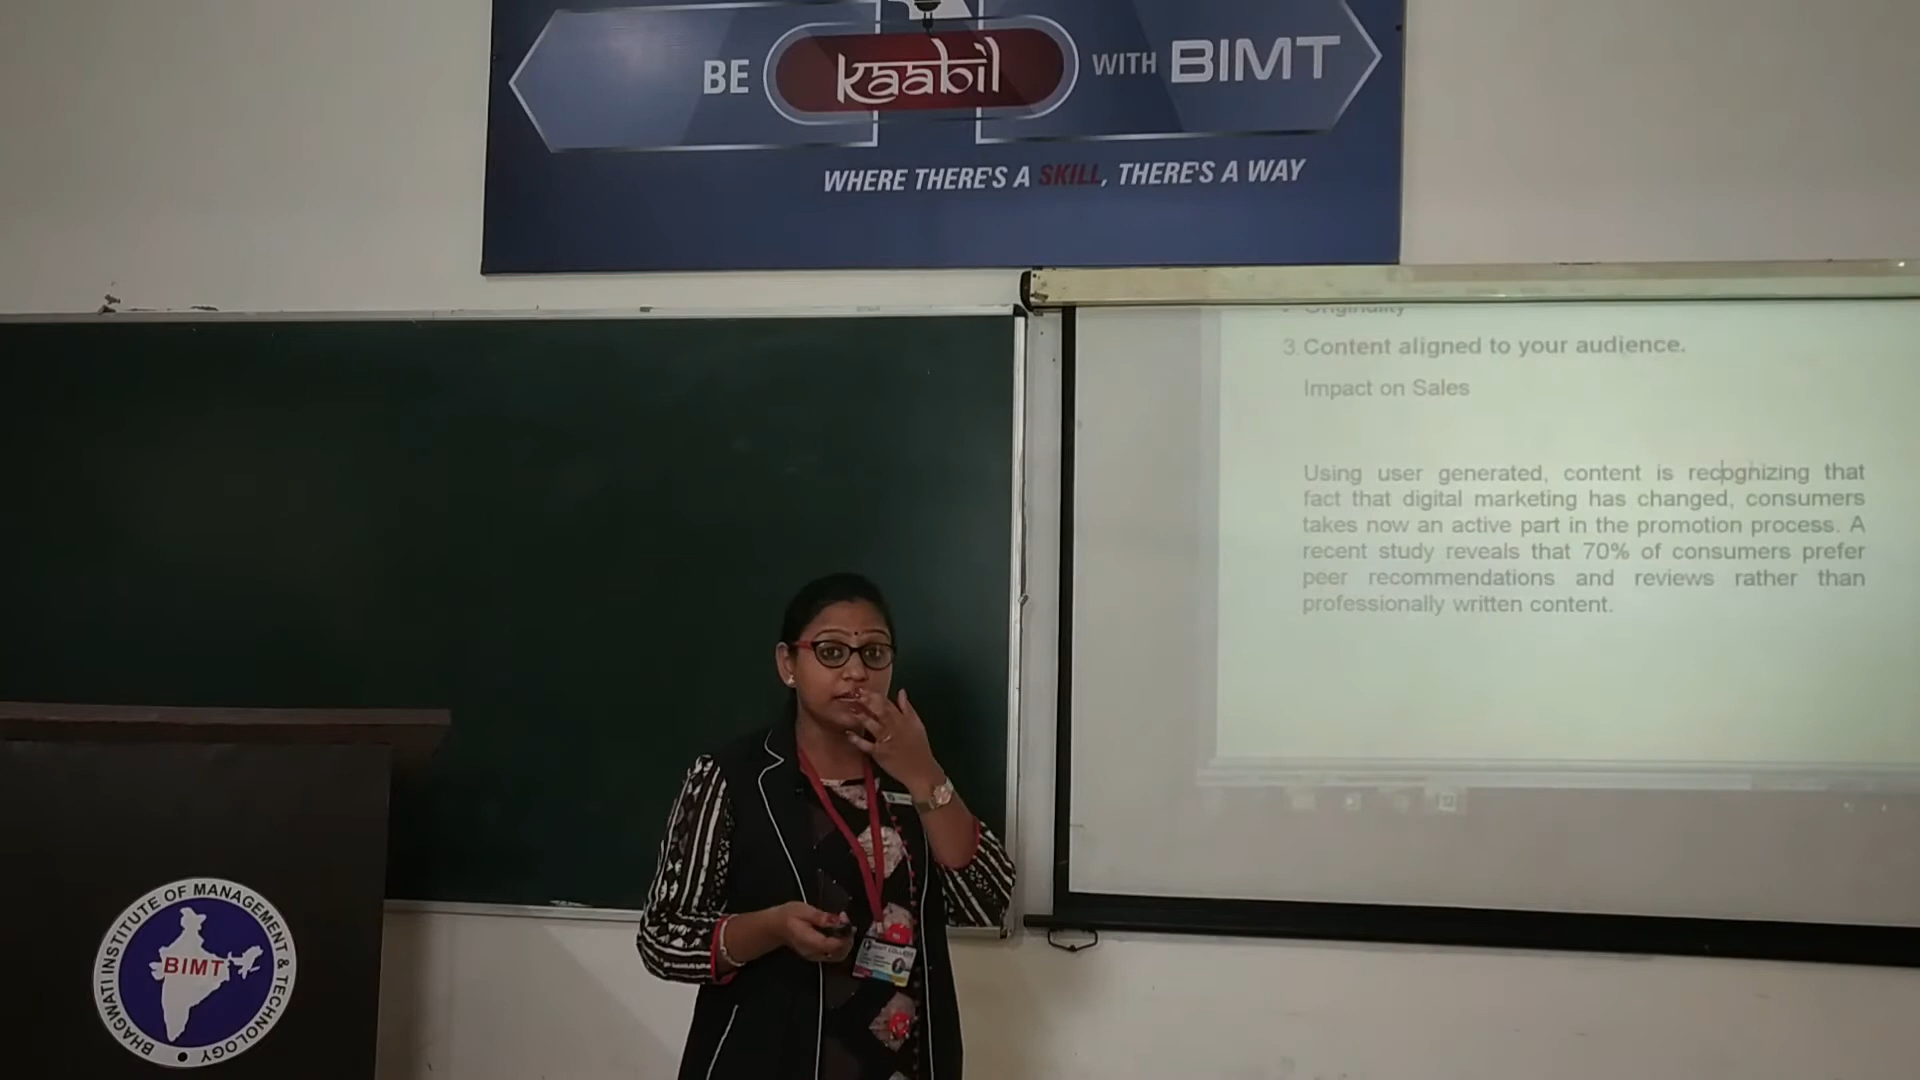 BE kaabil WITH BIMT
WHERE THERE'S A SKILL, THERE'S A WAY
Originality
3. Content aligned to your audience.
Impact on Sales
Using user generated, content is recognizing that
fact that digital marketing has changed, consumers
takes now an active part in the promotion process. A
recent study reveals that 70% of consumers prefer
peer recommendations and reviews rather than
professionally written content.
BHAGWATI INSTITUTE OF MANAGEMENT & TECHNOLOGY
BIMT